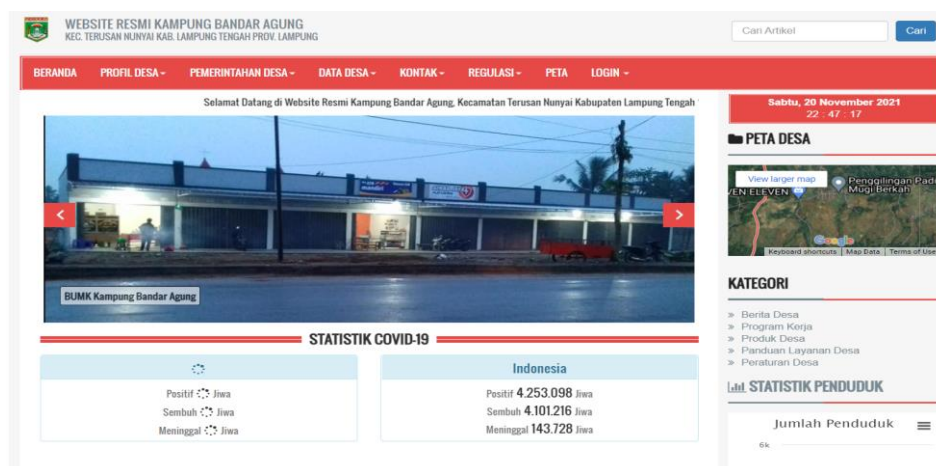 WEBSITE RESMI KAMPUNG BANDAR AGUNG
KEC. TERUSAN NUNYAI KAB. LAMPUNG TENGAH PROV. LAMPUNG
Cari Artikel
Cari
BERANDA PROFIL DESA PEMERINTAHAN DESA DATA DESA KONTAK REGULASI PETA LOGIN
Selamat Datang di Website Resmi Kampung Bandar Agung, Kecamatan Terusan Nunyai Kabupaten Lampung Tengah
mandiri
BUMK Kampung Bandar Agung
STATISTIK COVID-19
Positif Jiwa
Sembuh Jiwa
Meninggal Jiwa
Indonesia
Positif 4.253.098 Jiwa
Sembuh 4.101.216 Jiwa
Meninggal 143.728 Jiwa
Sabtu, 20 November 2021
22 : 47 : 17
PETA DESA
View larger map
VEN ELEVEN
Penggilingan Padi
Mugi Berkah
Google
Keyboard shortcuts Map Data Terms of Use
KATEGORI
» Berita Desa
» Program Kerja
» Produk Desa
» Panduan Layanan Desa
» Peraturan Desa
STATISTIK PENDUDUK
Jumlah Penduduk
6k